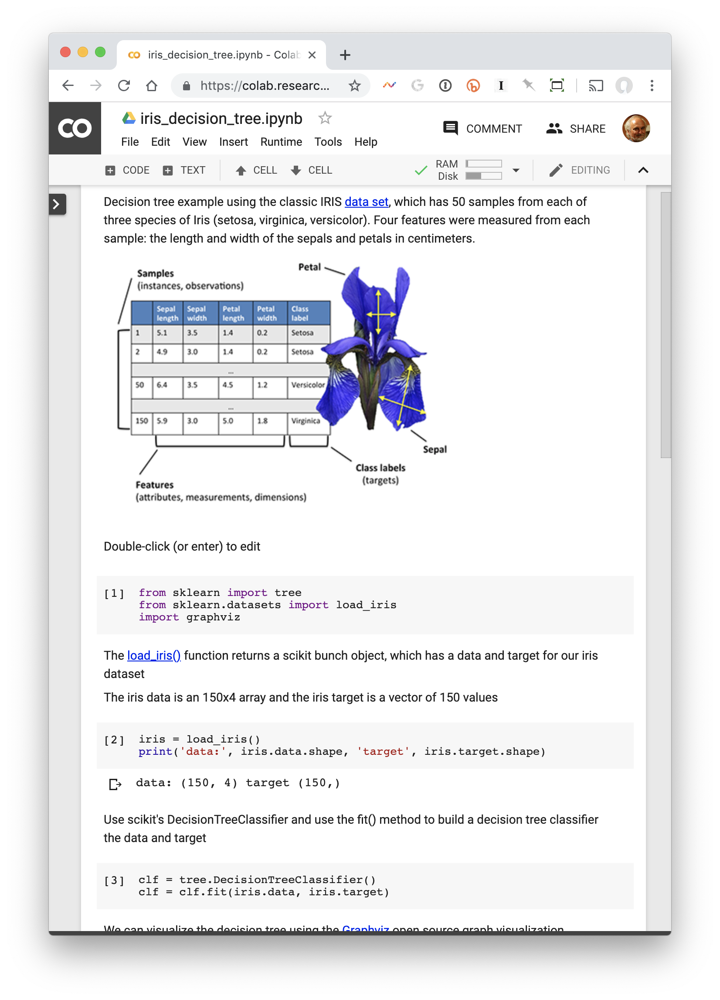 iris_decision_tree.ipynb - Colab
https://colab.researc...
CO
iris_decision_tree.ipynb
COMMENT
SHARE
File Edit View Insert Runtime Tools Help
CODE TEXT CELL CELL
RAM
Disk
EDITING
Decision tree example using the classic IRIS data set, which has 50 samples from each of
three species of Iris (setosa, virginica, versicolor). Four features were measured from each
sample: the length and width of the sepals and petals in centimeters.
Samples
(instances, observations)
Petal
Sepal length Sepal width Petal length Petal width Class label
1 5.1 3.5 1.4 0.2 Setosa
2 4.9 3.0 1.4 0.2 Setosa
...
50 6.4 3.5 4.5 1.2 Versicolor
...
150 5.9 3.0 5.0 1.8 Virginica
Sepal
Class labels
(targets)
Features
(attributes, measurements, dimensions)
Double-click (or enter) to edit
[1] from sklearn import tree
from sklearn.datasets import load_iris
import graphviz
The load_iris() function returns a scikit bunch object, which has a data and target for our iris
dataset
The iris data is an 150x4 array and the iris target is a vector of 150 values
[2] iris = load_iris()
print('data:', iris.data.shape, 'target', iris.target.shape)
data: (150, 4) target (150,)
Use scikit's DecisionTreeClassifier and use the fit() method to build a decision tree classifier
the data and target
[3] clf = tree.DecisionTreeClassifier()
clf = clf.fit(iris.data, iris.target)
We can visualize the decision tree using the Graphviz open source graph visualization